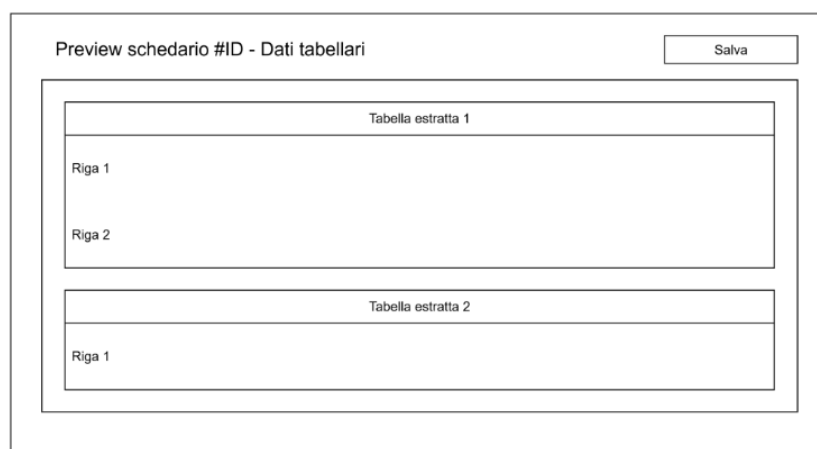 Preview schedario #ID - Dati tabellari
Salva
Tabella estratta 1
Riga 1
Riga 2
Tabella estratta 2
Riga 1